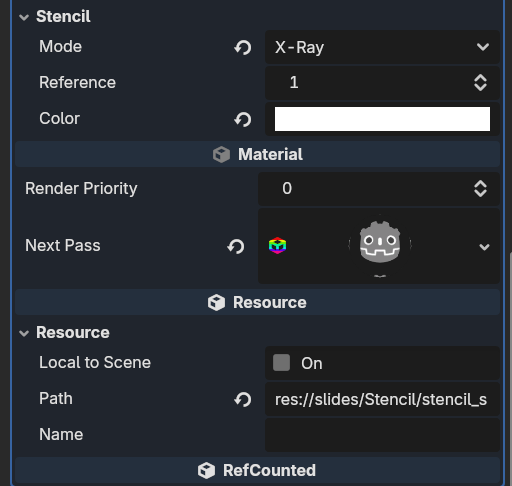 Stencil
Mode X-Ray
Reference 1
Color
Material
Render Priority 0
Next Pass
Resource
Resource
Local to Scene On
Path res://slides/Stencil/stencil_s
Name
RefCounted